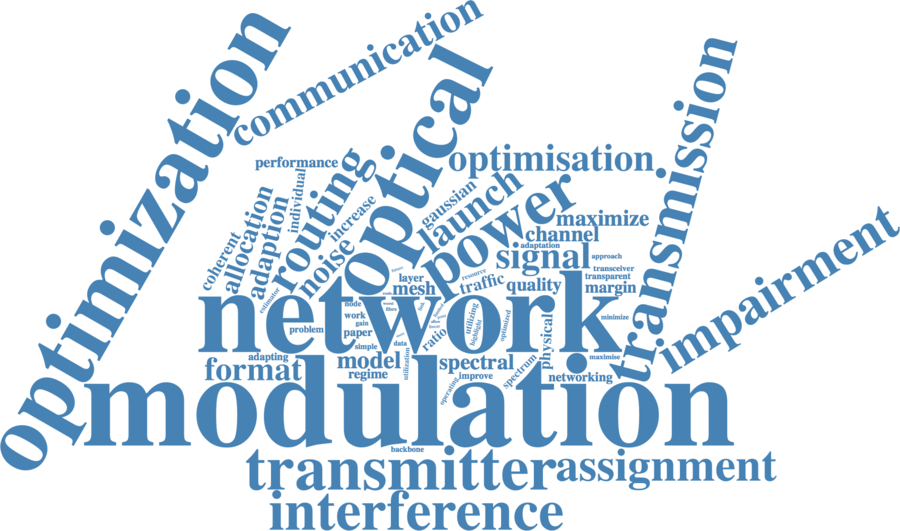 communication
optimization
optical
transmission
performance
optimisation
routing
individual
coherent
allocation
adaption
increase
noise
gaussian
launch
power
maximize
channel
adaptation
signal
approach
impairment
estimator
layer
mesh
resource
traffic
quality
transceiver
transparent
margin
network
node
work
gain
paper
problem
simple
data
ratio
utilizing
highlight
optimized
physical
minimize
adapting
format
model
regime
utilization
spectral
operating
improve
spectrum
maximise
networking
modulation
backbone
transmitter
assignment
interference